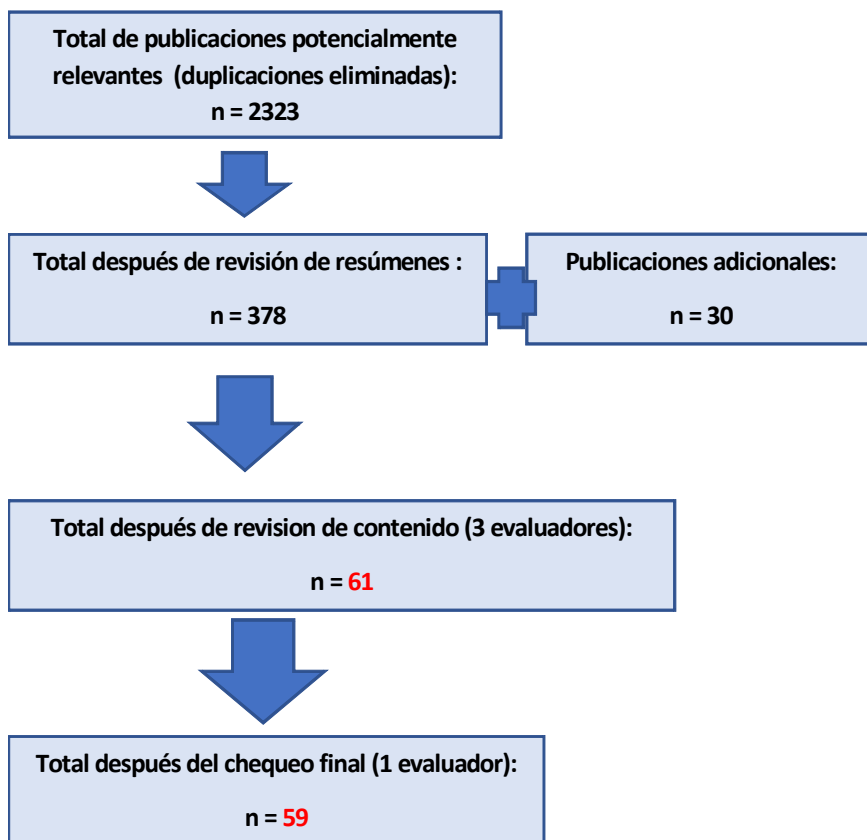 Total de publicaciones potencialmente
relevantes (duplicaciones eliminadas):
n = 2323
Total después de revisión de resúmenes :
n = 378
Publicaciones adicionales:
n = 30
Total después de revision de contenido (3 evaluadores):
n = 61
Total después del chequeo final (1 evaluador):
n = 59